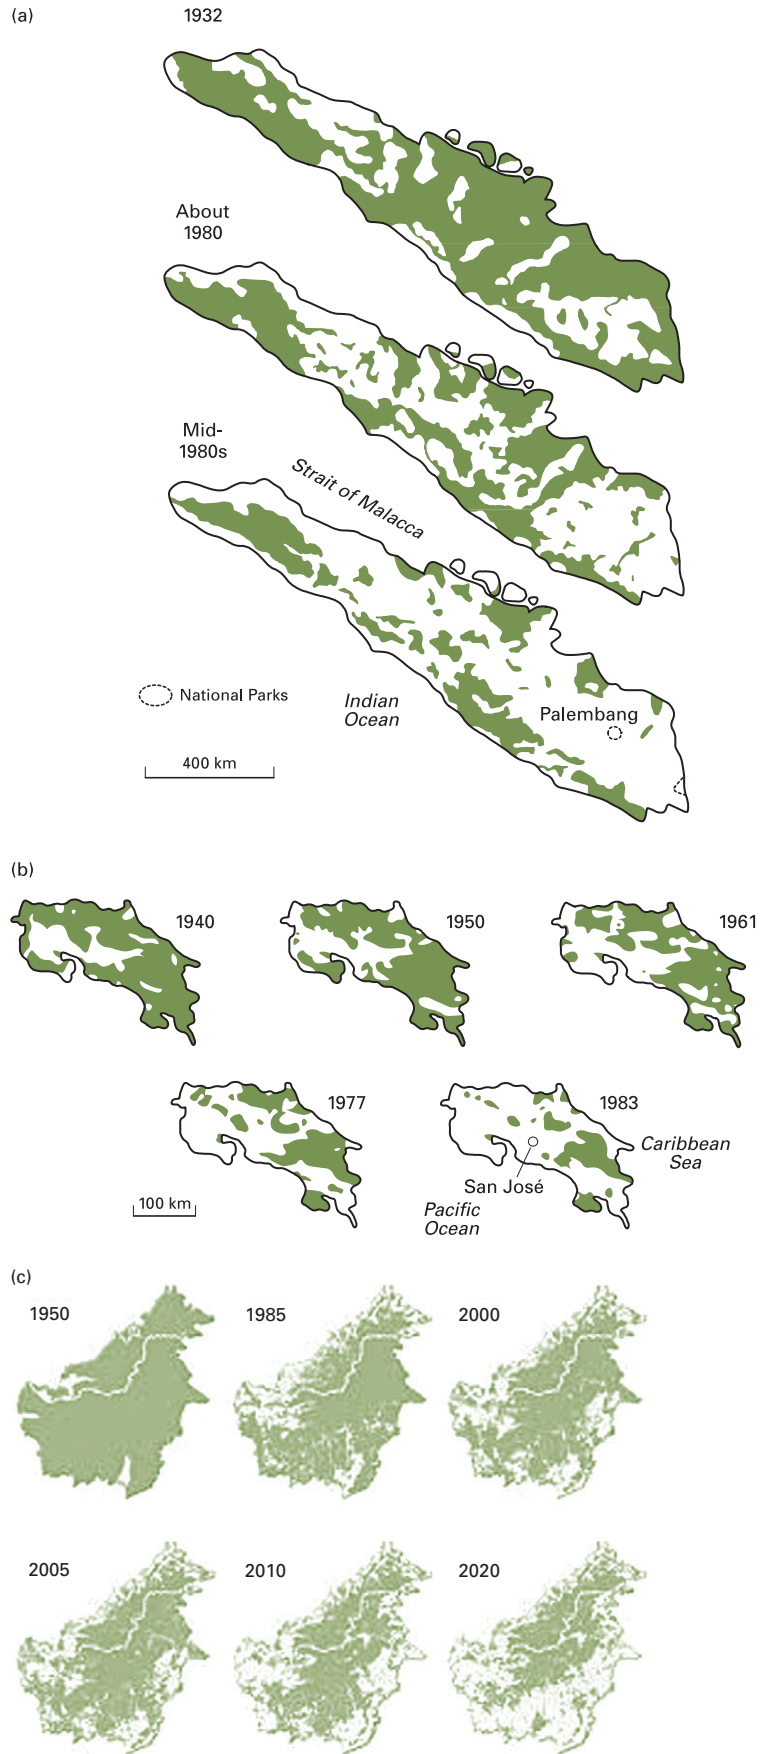 (a)
1932
About
1980
Mid-
1980s
Strait of Malacca
National Parks
Indian
Ocean
Palembang
400 km
(b)
1940
1950
1961
1977
1983
Caribbean
Sea
San José
100 km
Pacific
Ocean
(c)
1950
1985
2000
2005
2010
2020